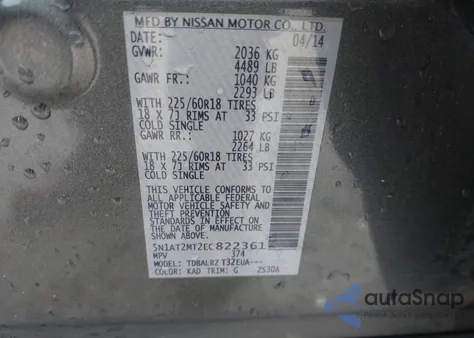 MFD BY NISSAN MOTOR CO., LTD.
DATE: 04/14
GVWR: 2036 KG
4489 LB
GAWR FR.: 1040 KG
2293 LB
WITH 225/60R18 TIRES
18 X 7J RIMS AT 33 PSI
COLD SINGLE
GAWR RR.: 1027 KG
2264 LB
WITH 225/60R18 TIRES
18 X 7J RIMS AT 33 PSI
COLD SINGLE
THIS VEHICLE CONFORMS TO
ALL APPLICABLE FEDERAL
MOTOR VEHICLE SAFETY
STANDARDS IN EFFECT ON
THE DATE OF MANUFACTURE
SHOWN ABOVE.
5N1AT2MT2EC822361
MPV 374
MODEL: TDBALRZ T32EUA---
COLOR: KAD TRIM: G 2S30A
autoSnap
Powered by